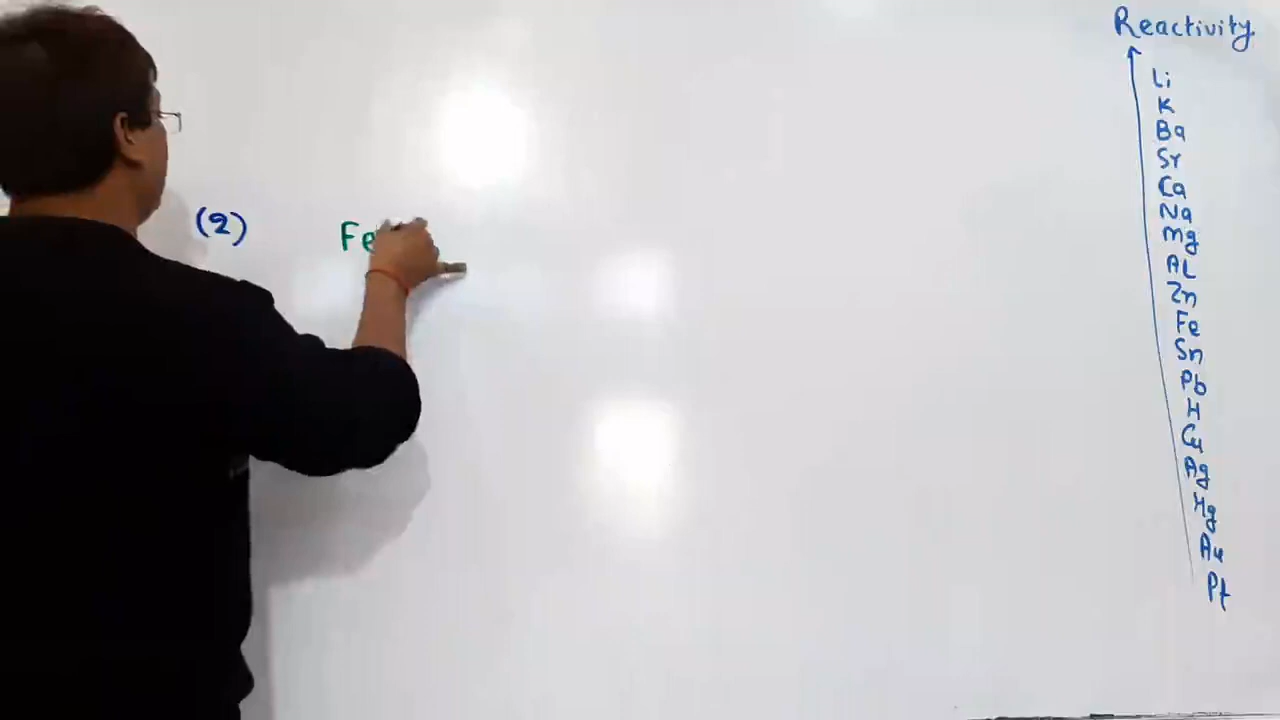 Reactivity
Li
K
Ba
Sr
Ca
(2) Fe
Na
Mg
Al
Zn
Fe
Sn
Pb
H
Cu
Ag
Hg
Au
Pt